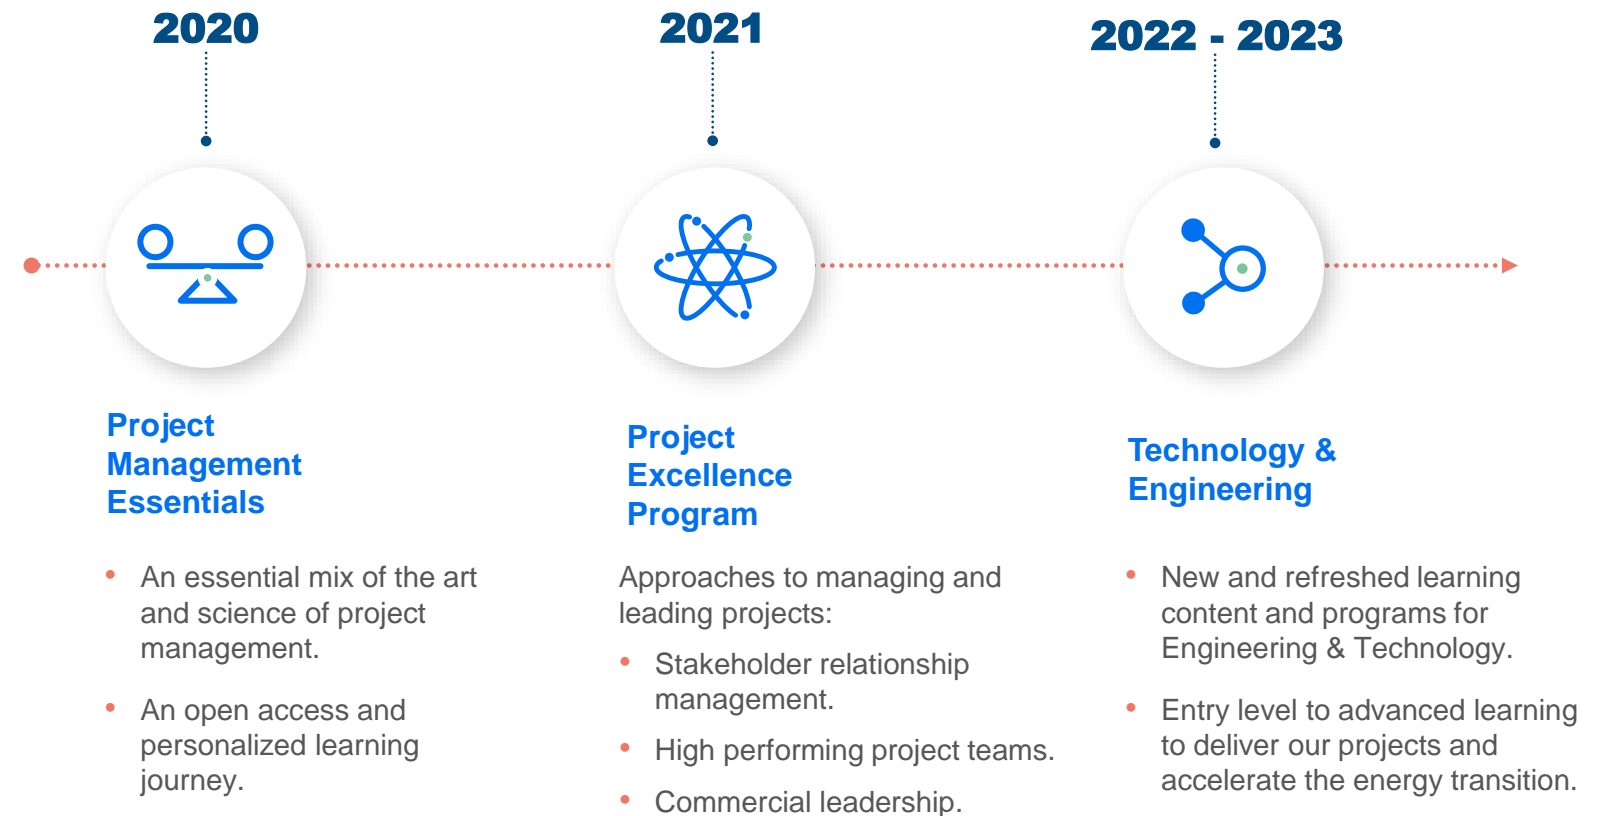 2020
2021
2022 - 2023
Project
Management
Essentials
• An essential mix of the art
and science of project
management.
• An open access and
personalized learning
journey.
Project
Excellence
Program
Approaches to managing and
leading projects:
• Stakeholder relationship
management.
• High performing project teams.
• Commercial leadership.
Technology &
Engineering
• New and refreshed learning
content and programs for
Engineering & Technology.
• Entry level to advanced learning
to deliver our projects and
accelerate the energy transition.